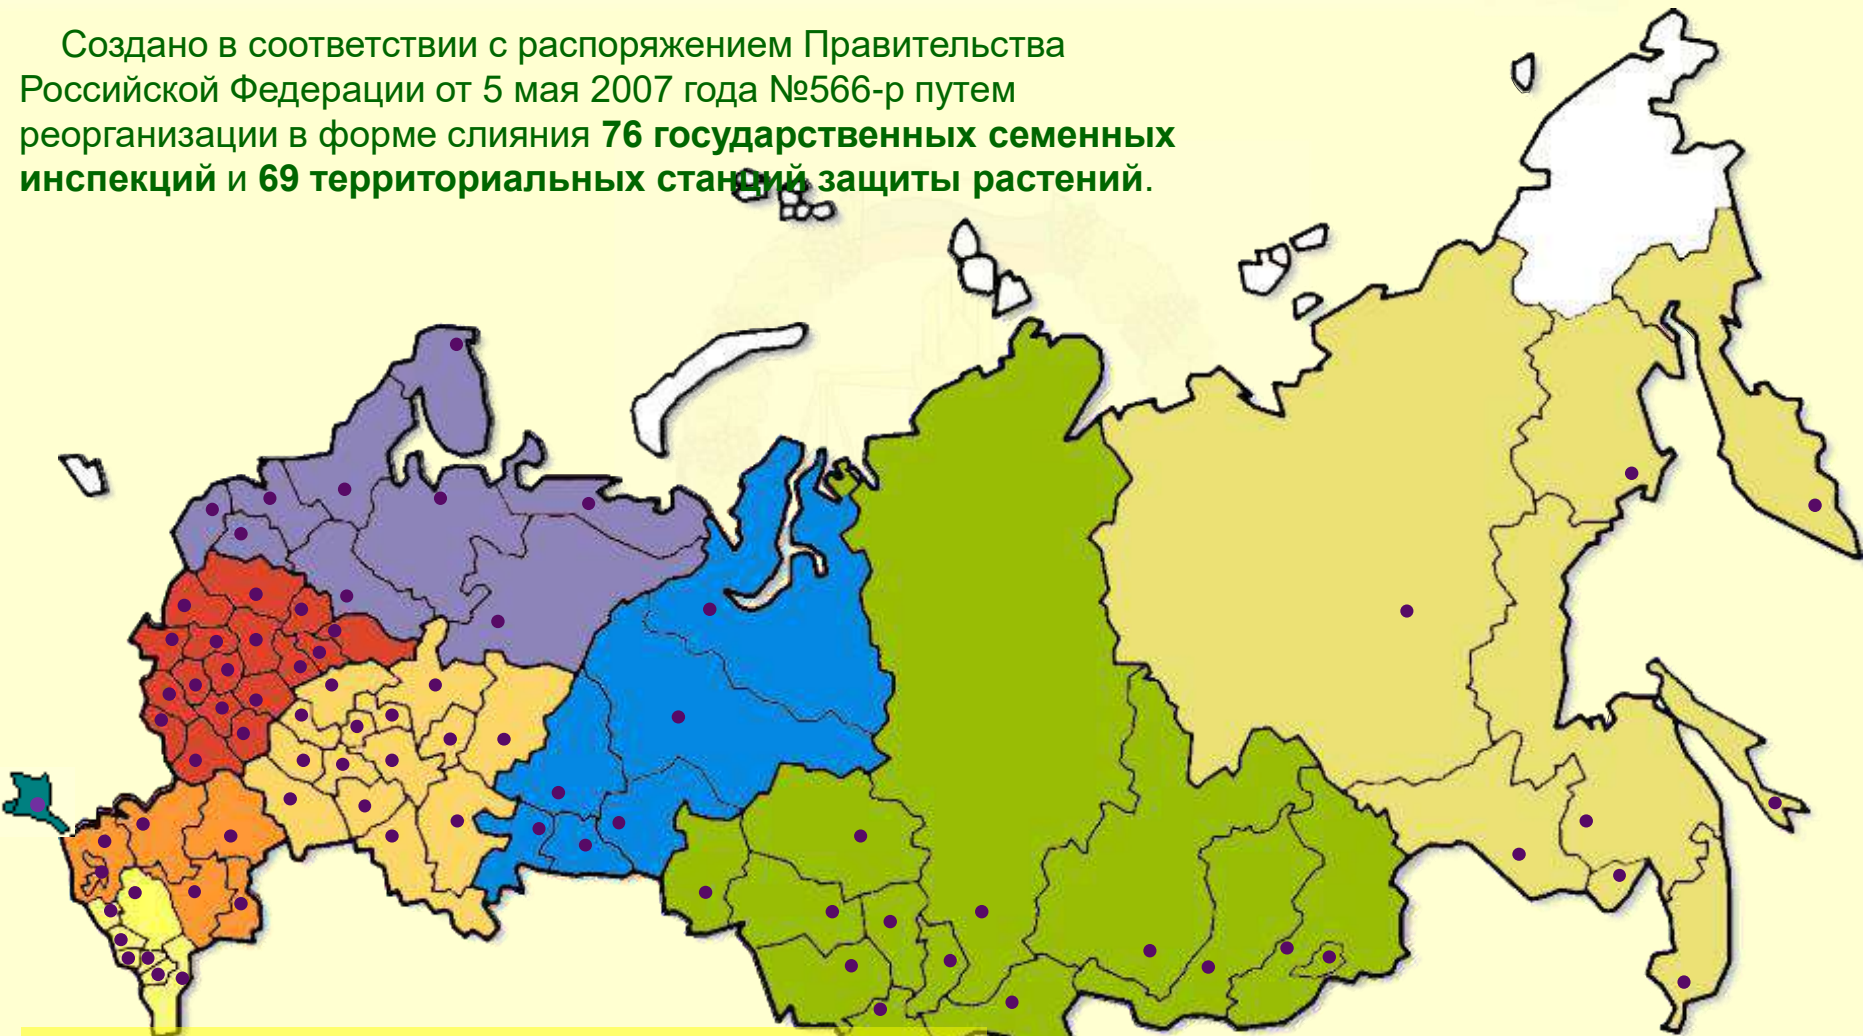 Создано в соответствии с распоряжением Правительства
Российской Федерации от 5 мая 2007 года №566-р путем
реорганизации в форме слияния 76 государственных семенных
инспекций и 69 территориальных станций защиты растений.